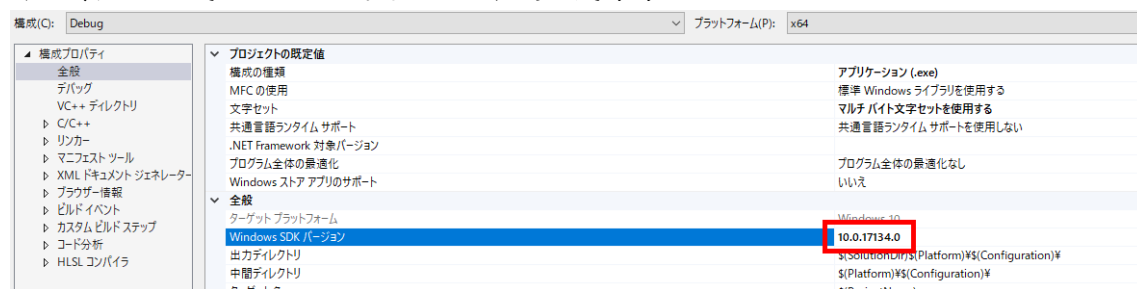 構成(C): Debug プラットフォーム(P): x64
構成プロパティ
全般
デバッグ
VC++ ディレクトリ
C/C++
リンカー
マニフェスト ツール
XML ドキュメント ジェネレーター
ブラウザー情報
ビルド イベント
カスタム ビルド ステップ
コード分析
HLSL コンパイラ
プロジェクトの既定値
構成の種類 アプリケーション (.exe)
MFC の使用 標準 Windows ライブラリを使用する
文字セット マルチ バイト文字セットを使用する
共通言語ランタイム サポート 共通言語ランタイム サポートを使用しない
.NET Framework 対象バージョン
プログラム全体の最適化 プログラム全体の最適化なし
Windows ストア アプリのサポート いいえ
全般
ターゲット プラットフォーム Windows 10
Windows SDK バージョン 10.0.17134.0
出力ディレクトリ $(SolutionDir)$(Platform)¥$(Configuration)¥
中間ディレクトリ $(Platform)¥$(Configuration)¥